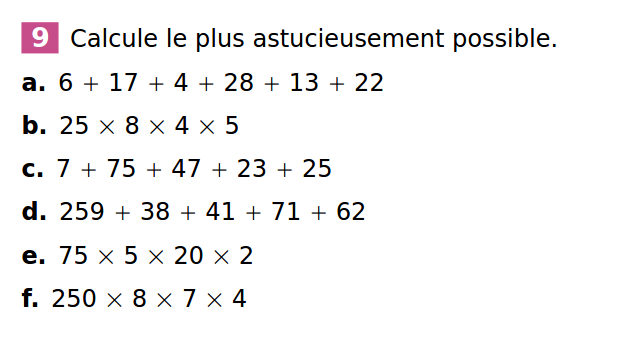 9 Calcule le plus astucieusement possible.
a. 6 + 17 + 4 + 28 + 13 + 22
b. 25 × 8 × 4 × 5
c. 7 + 75 + 47 + 23 + 25
d. 259 + 38 + 41 + 71 + 62
e. 75 × 5 × 20 × 2
f. 250 × 8 × 7 × 4